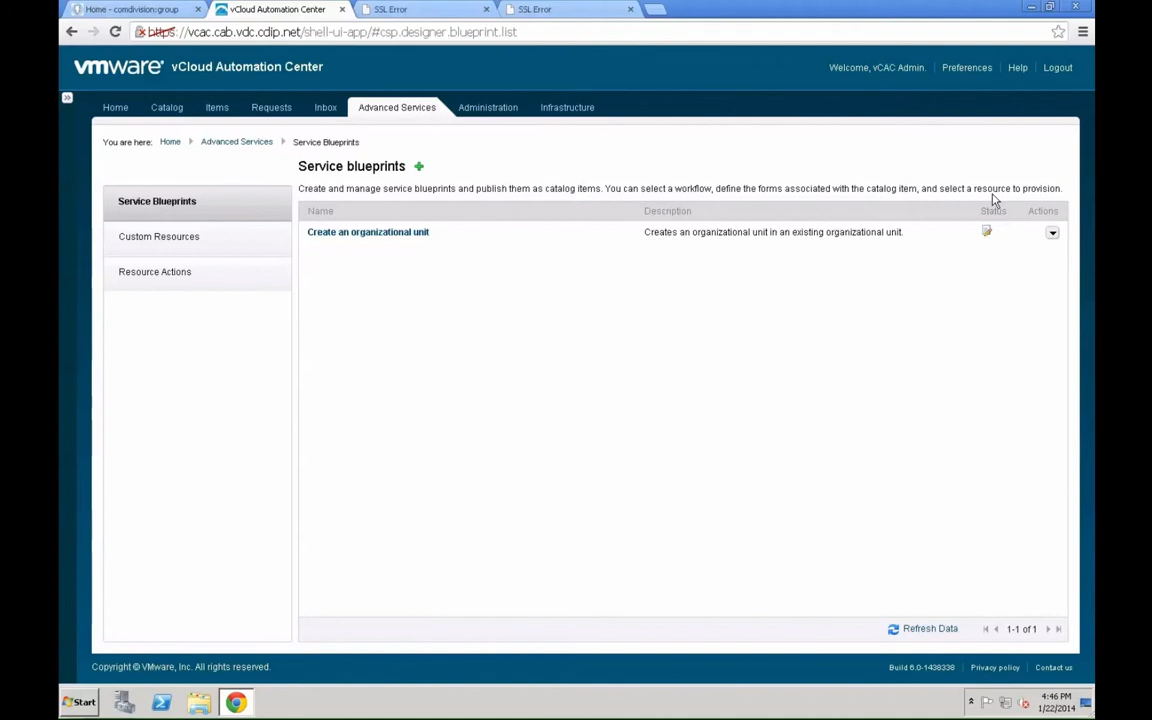 Home - comdivision:group
vCloud Automation Center
SSL Error
SSL Error
https://vcac.cab.vdc.cdip.net/shell-ui-app/#csp.designer.blueprint.list
vmware vCloud Automation Center
Welcome, vCAC Admin. Preferences Help Logout
Home Catalog Items Requests Inbox Advanced Services Administration Infrastructure
You are here: Home Advanced Services Service Blueprints
Service blueprints
Create and manage service blueprints and publish them as catalog items. You can select a workflow, define the forms associated with the catalog item, and select a resource to provision.
Service Blueprints
Custom Resources
Resource Actions
Name Description Status Actions
Create an organizational unit Creates an organizational unit in an existing organizational unit.
Refresh Data 1-1 of 1
Copyright © VMware, Inc. All rights reserved.
Build 6.0-1438338 Privacy policy Contact us
Start
4:46 PM
1/22/2014